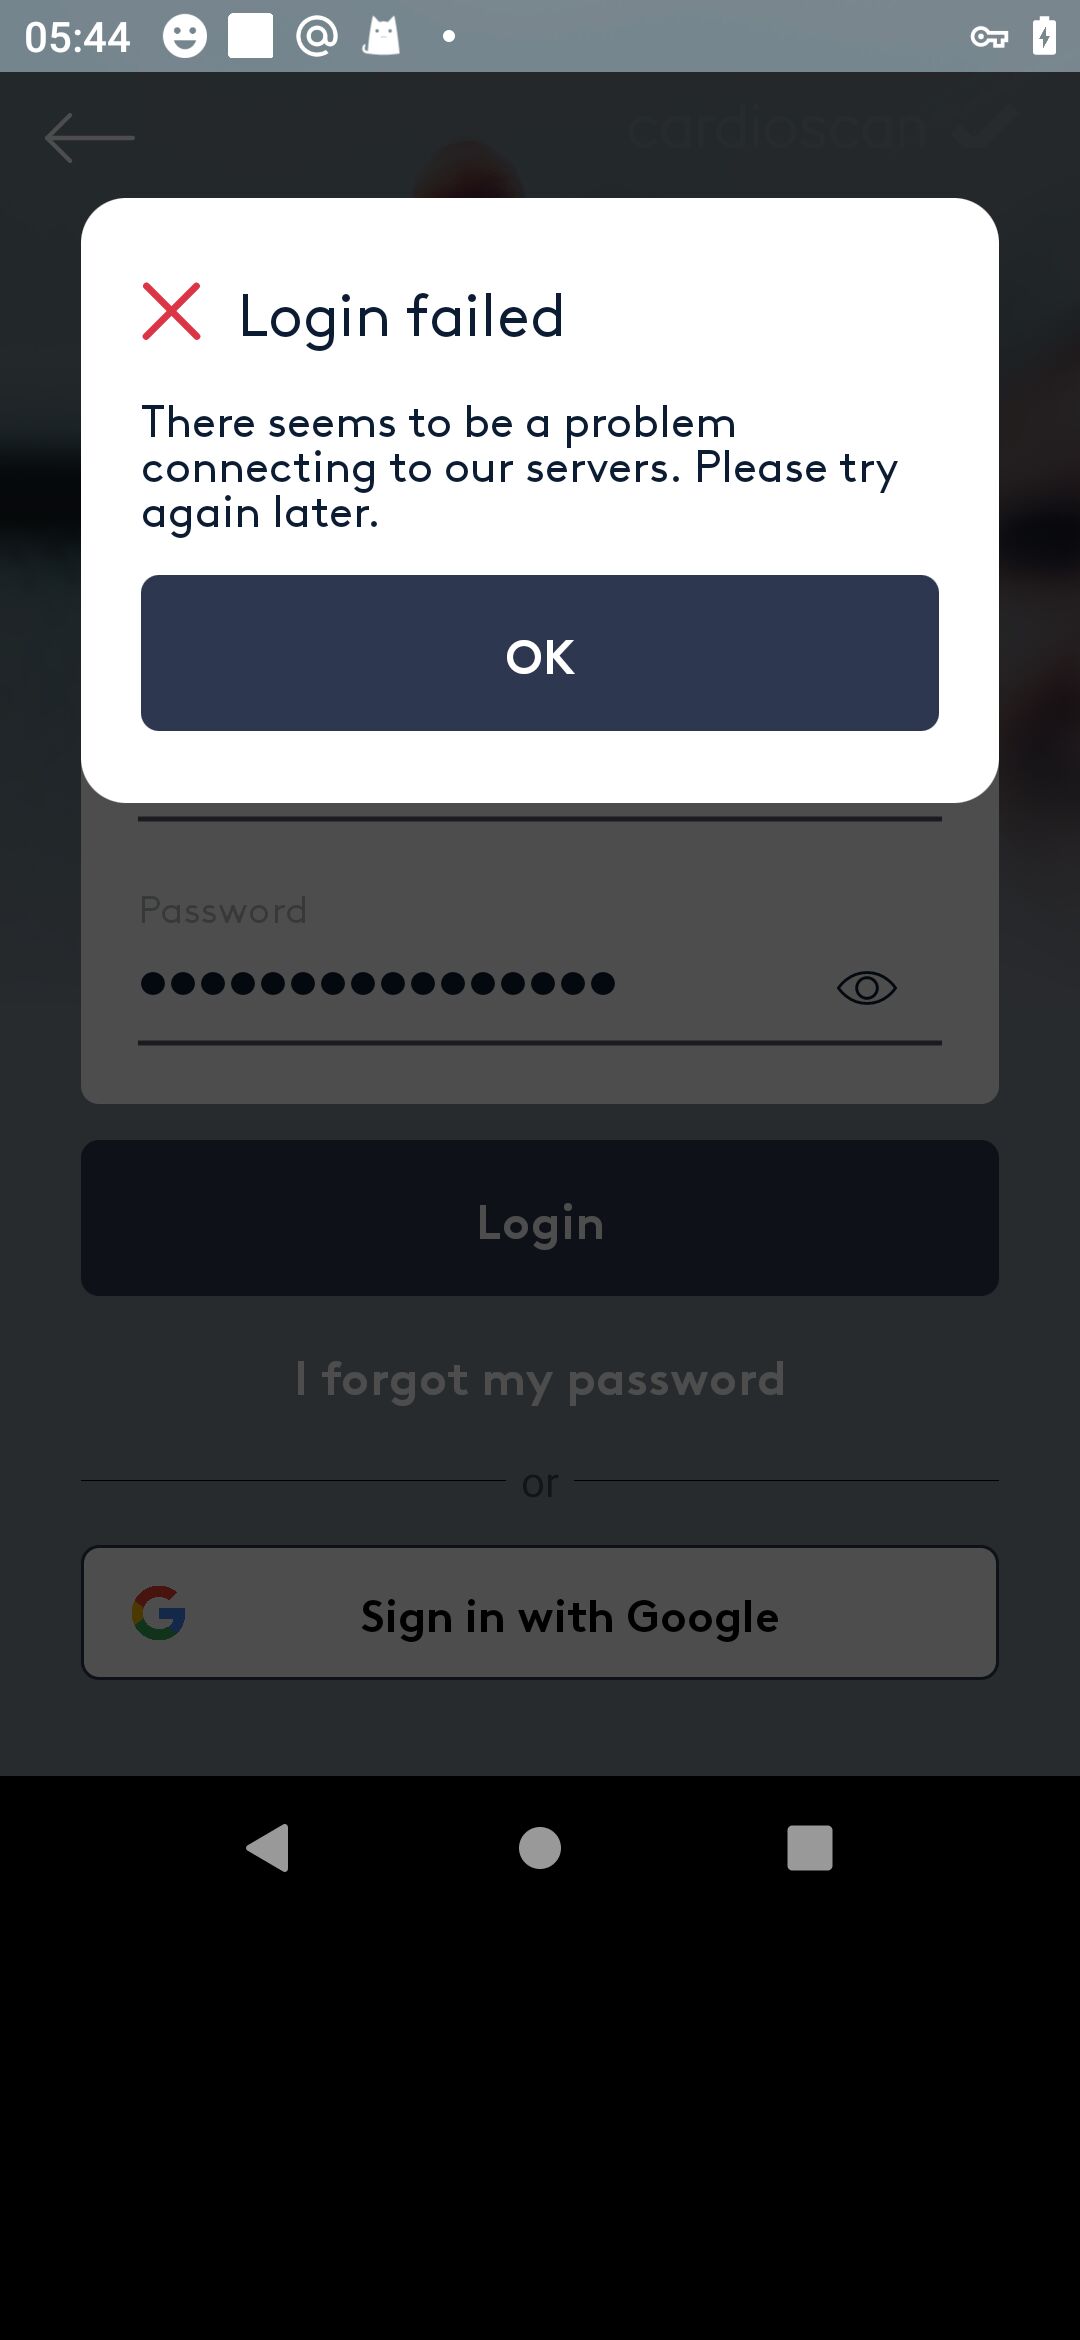 05:44
cardioscan
Login failed
There seems to be a problem
connecting to our servers. Please try
again later.
OK
Password
Login
I forgot my password
or
Sign in with Google